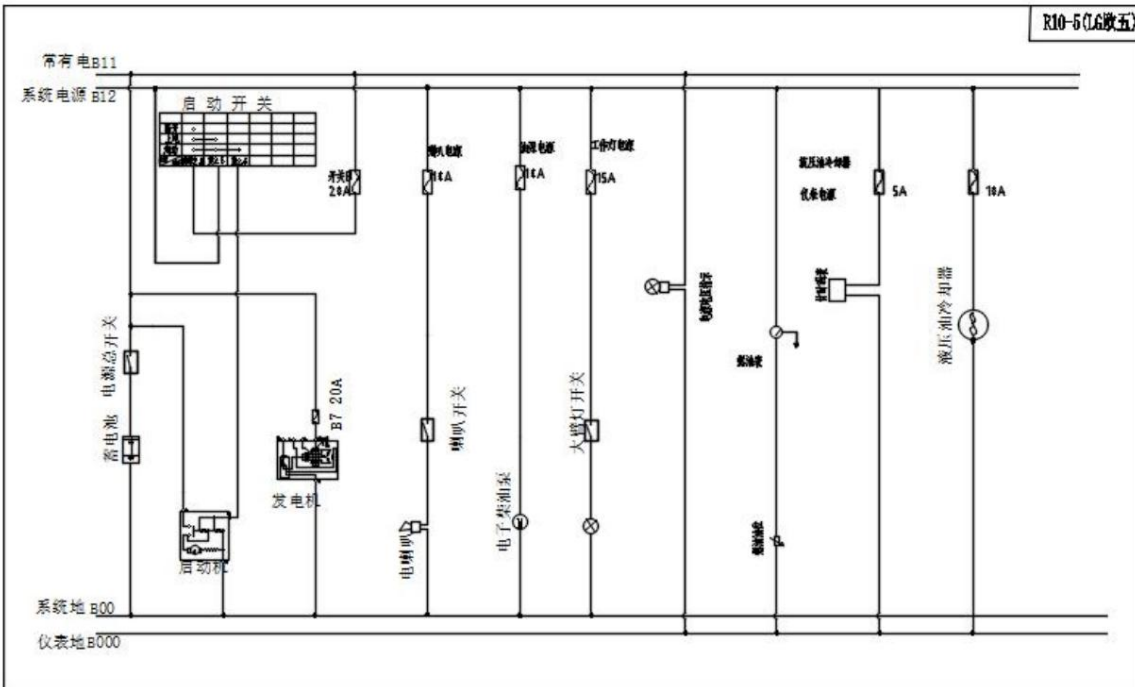 R10-5(LG欧五)
常有电B11
系统电源 B12
启动开关
喇叭电源
油泵电源
工作灯电源
液压油冷却器
仪表电源
20A
10A
10A
15A
5A
10A
电源总开关
蓄电池
B7 20A
发电机
启动机
喇叭开关
电喇叭
电子柴油泵
大臂灯开关
燃油表
液压油冷却器
系统地 B00
仪表地B000